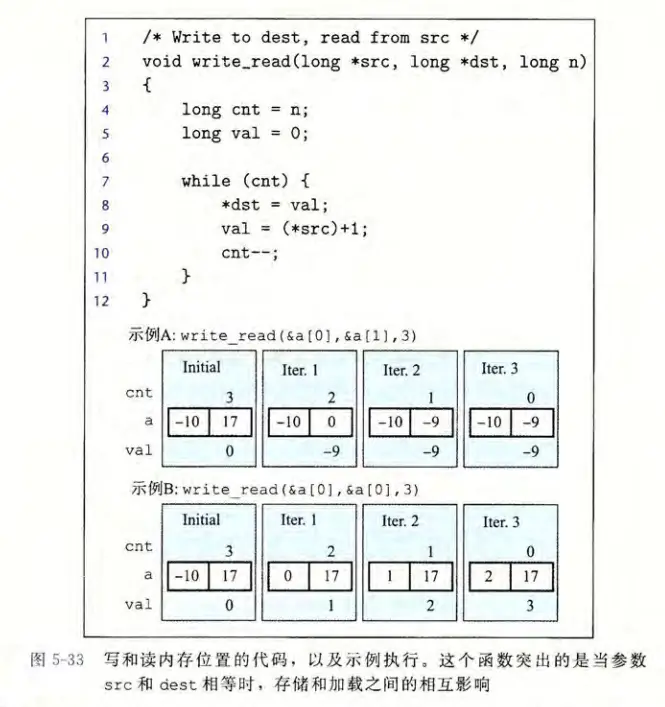 1 /* Write to dest, read from src */
2 void write_read(long *src, long *dst, long n)
3 {
4 long cnt = n;
5 long val = 0;
6
7 while (cnt) {
8 *dst = val;
9 val = (*src)+1;
10 cnt--;
11 }
12 }
示例A: write_read(&a[0],&a[1],3)
Initial Iter. 1 Iter. 2 Iter. 3
cnt 3 2 1 0
a -10 17 -10 0 -10 -9 -10 -9
val 0 -9 -9 -9
示例B: write_read(&a[0],&a[0],3)
Initial Iter. 1 Iter. 2 Iter. 3
cnt 3 2 1 0
a -10 17 0 17 1 17 2 17
val 0 1 2 3
图 5-33 写和读内存位置的代码，以及示例执行。这个函数突出的是当参数
src 和 dest 相等时，存储和加载之间的相互影响